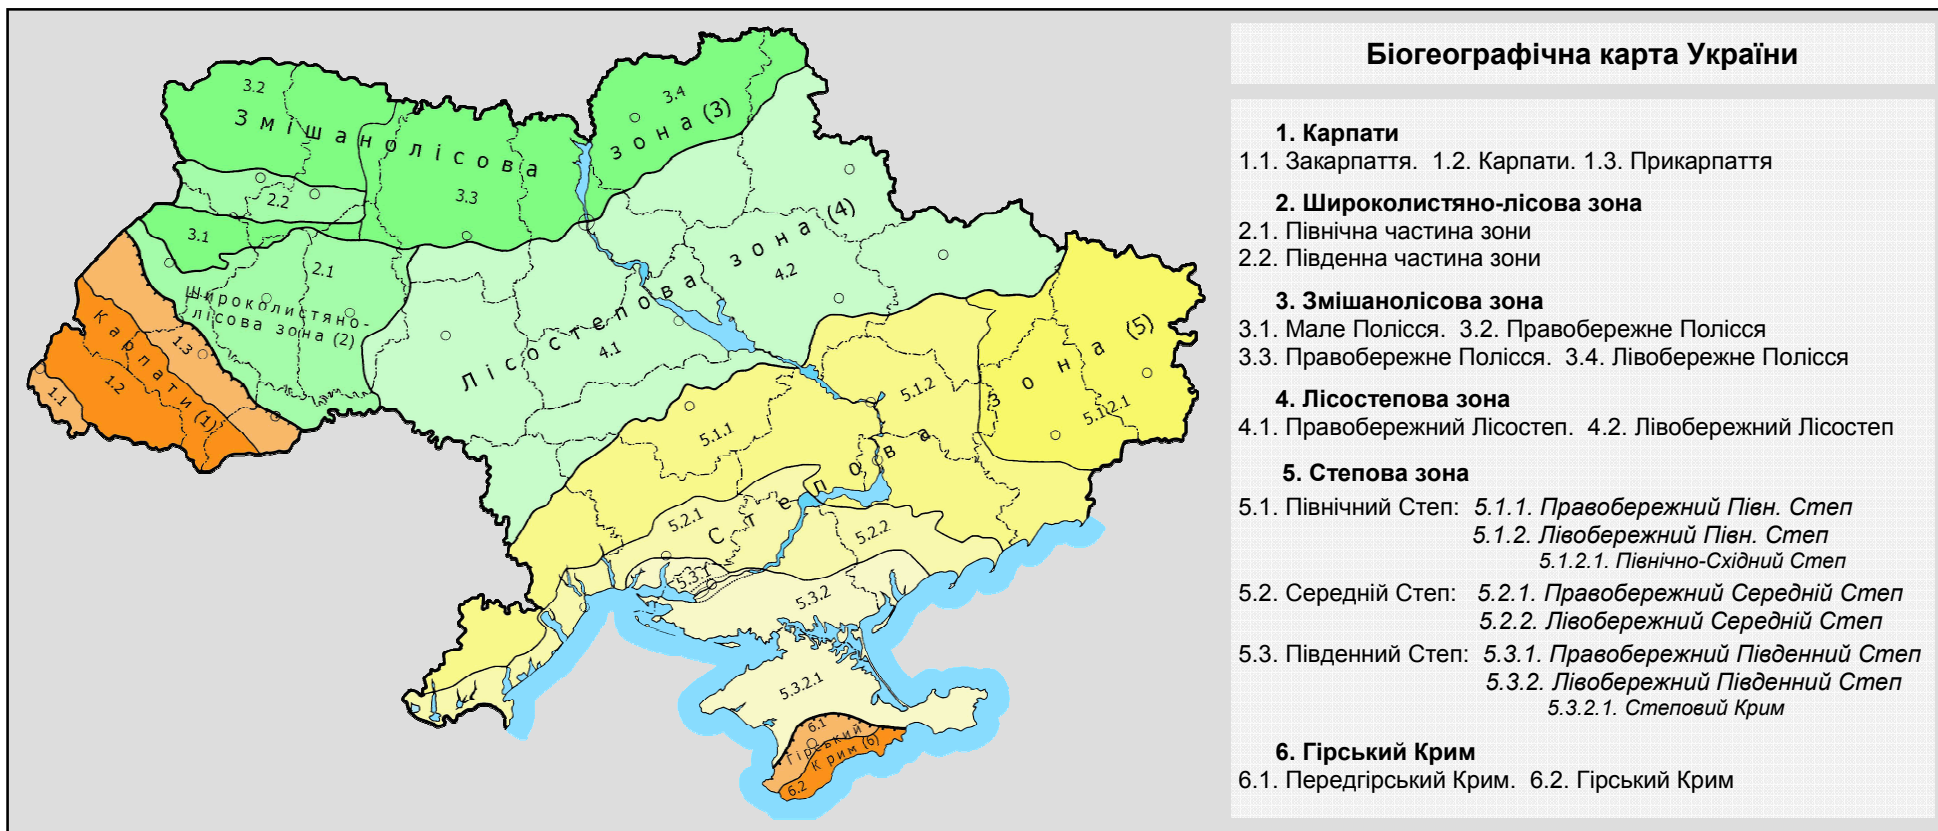 Біогеографічна карта України
1. Карпати
1.1. Закарпаття. 1.2. Карпати. 1.3. Прикарпаття
2. Широколистяно-лісова зона
2.1. Північна частина зони
2.2. Південна частина зони
3. Змішанолісова зона
3.1. Мале Полісся. 3.2. Правобережне Полісся
3.3. Правобережне Полісся. 3.4. Лівобережне Полісся
4. Лісостепова зона
4.1. Правобережний Лісостеп. 4.2. Лівобережний Лісостеп
5. Степова зона
5.1. Північний Степ: 5.1.1. Правобережний Півн. Степ
5.1.2. Лівобережний Півн. Степ
5.1.2.1. Північно-Східний Степ
5.2. Середній Степ: 5.2.1. Правобережний Середній Степ
5.2.2. Лівобережний Середній Степ
5.3. Південний Степ: 5.3.1. Правобережний Південний Степ
5.3.2. Лівобережний Південний Степ
5.3.2.1. Степовий Крим
6. Гірський Крим
6.1. Передгірський Крим. 6.2. Гірський Крим
3.2
3.4
Змішанолісова зона (3)
3.3
2.2
3.1
2.1
Широколистяно-
лісова зона (2)
Лісостепова зона (4)
4.2
4.1
Карпати (1)
1.3
1.2
1.1
Степова зона (5)
5.1.2
5.1.2.1
5.1.1
5.2.1
5.2.2
5.3.1
5.3.2
5.3.2.1
6.1
Гірський
Крим (6)
6.2